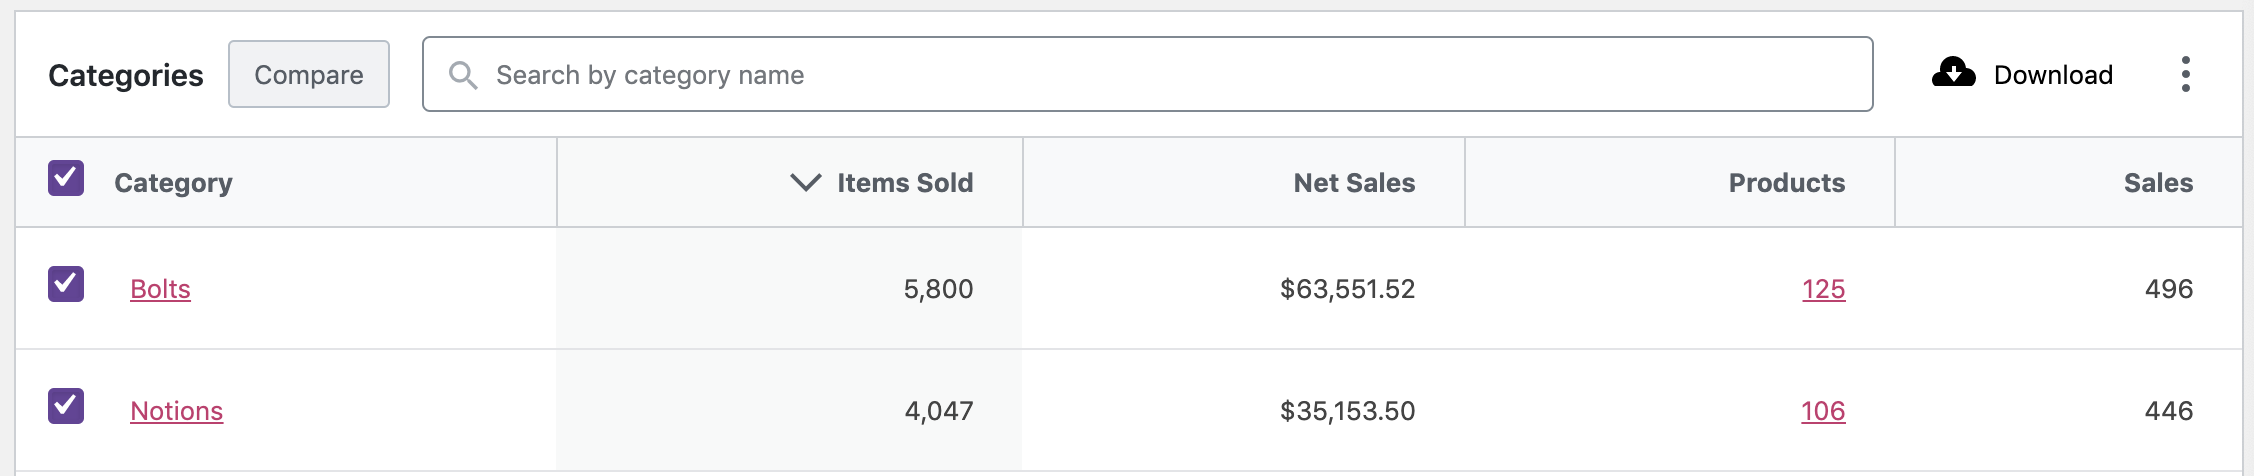 Categories Compare Search by category name Download
Category Items Sold Net Sales Products Sales
Bolts 5,800 $63,551.52 125 496
Notions 4,047 $35,153.50 106 446